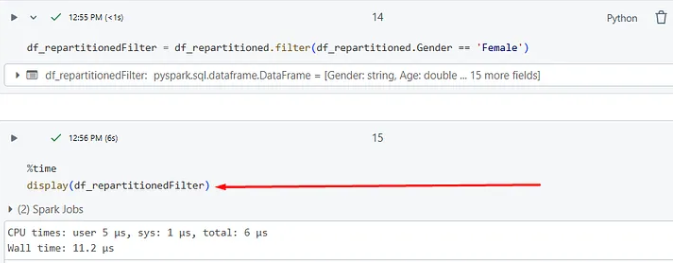 12:55 PM (<1s) 14 Python
df_repartitionedFilter = df_repartitioned.filter(df_repartitioned.Gender == 'Female')
df_repartitionedFilter: pyspark.sql.dataframe.DataFrame = [Gender: string, Age: double ... 15 more fields]
12:56 PM (6s) 15
%time
display(df_repartitionedFilter)
(2) Spark Jobs
CPU times: user 5 µs, sys: 1 µs, total: 6 µs
Wall time: 11.2 µs